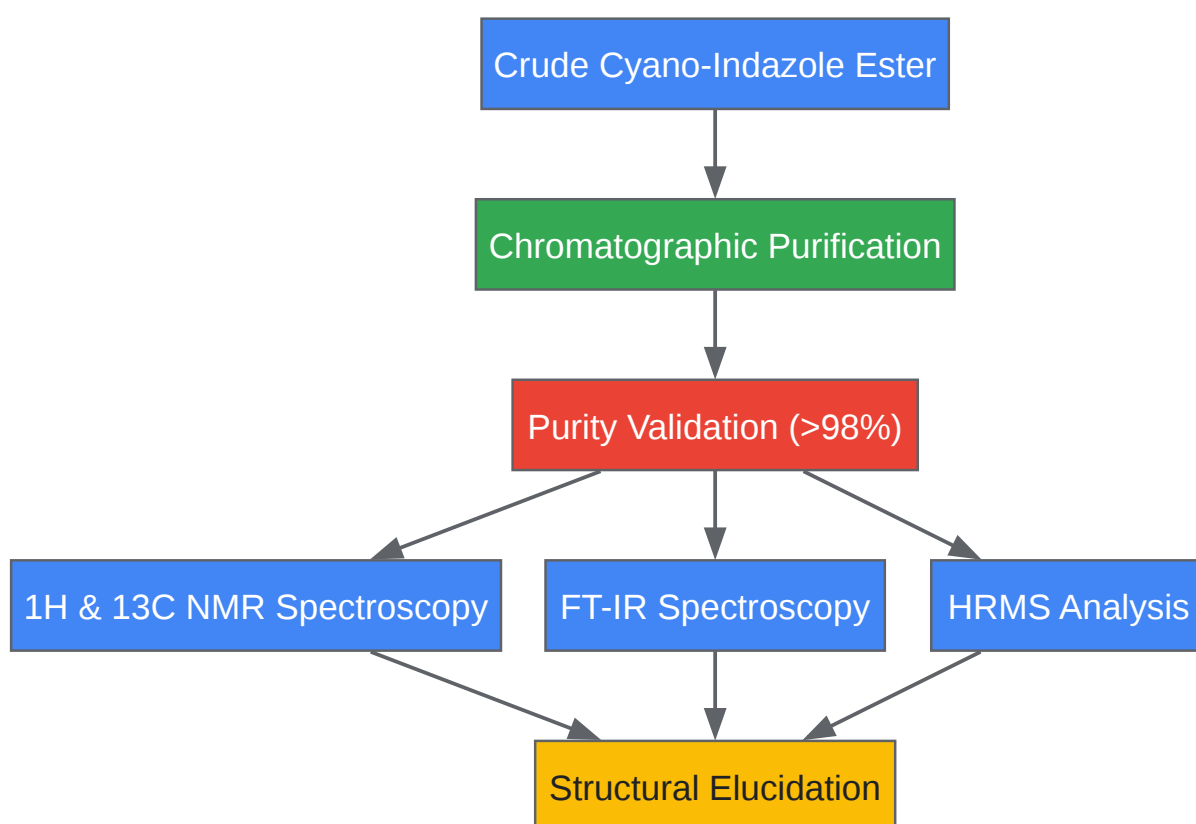 Crude Cyano-Indazole Ester
Chromatographic Purification
Purity Validation (>98%)
1H & 13C NMR Spectroscopy
FT-IR Spectroscopy
HRMS Analysis
Structural Elucidation